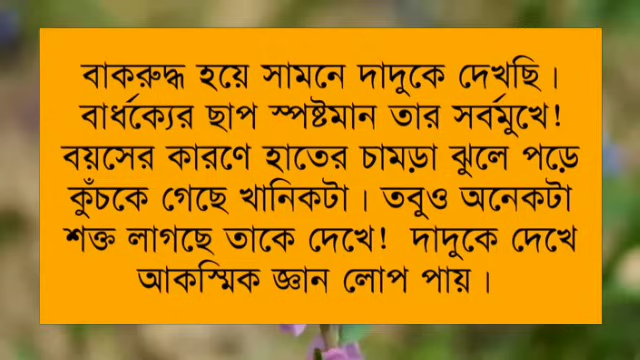 বাকরুদ্ধ হয়ে সামনে দাদুকে দেখছি।
বার্ধক্যের ছাপ স্পষ্টমান তার সর্বমুখে!
বয়সের কারণে হাতের চামড়া ঝুলে পড়ে
কুঁচকে গেছে খানিকটা। তবুও অনেকটা
শক্ত লাগছে তাকে দেখে! দাদুকে দেখে
আকস্মিক জ্ঞান লোপ পায়।